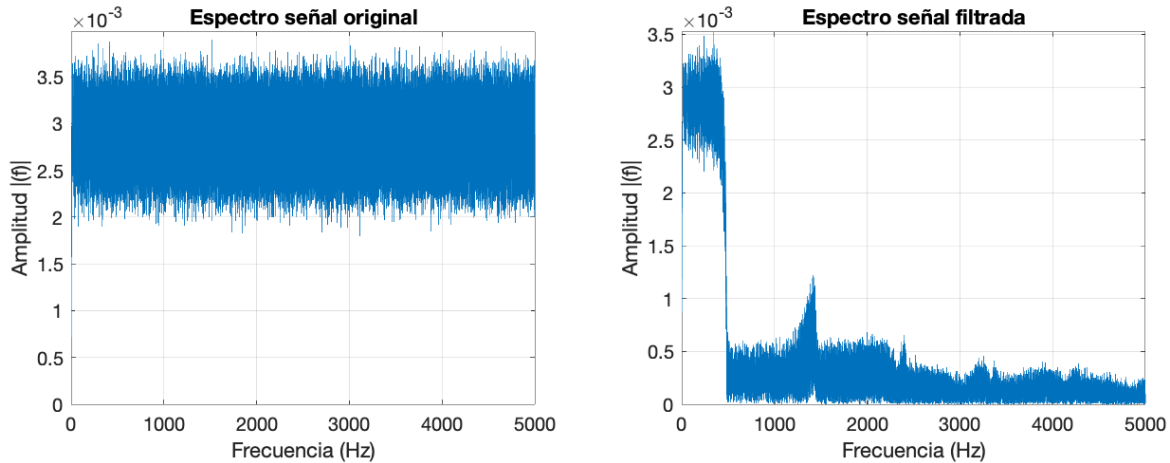 Espectro señal original
×10⁻³
3.5
3
2.5
2
1.5
1
0.5
0
Amplitud |(f)|
0 1000 2000 3000 4000 5000
Frecuencia (Hz)
Espectro señal filtrada
×10⁻³
3.5
3
2.5
2
1.5
1
0.5
0
Amplitud |(f)|
0 1000 2000 3000 4000 5000
Frecuencia (Hz)